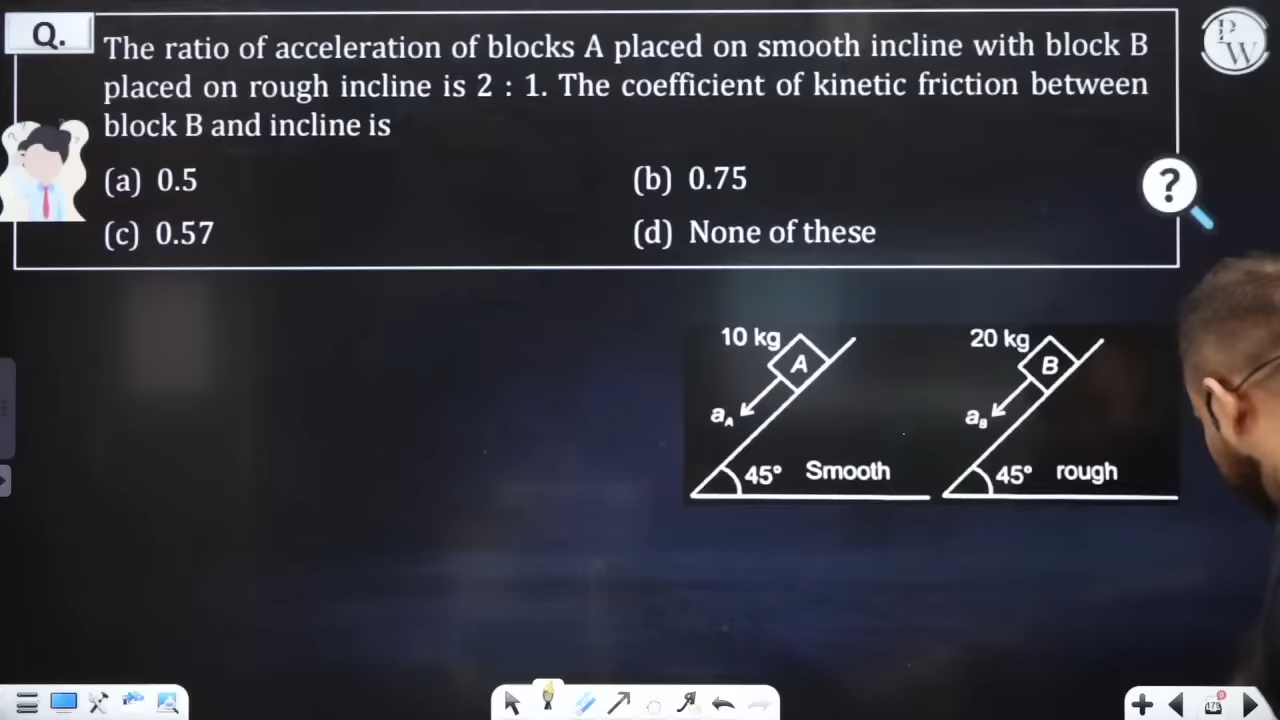 Q.
The ratio of acceleration of blocks A placed on smooth incline with block B
placed on rough incline is 2 : 1. The coefficient of kinetic friction between
block B and incline is
(a) 0.5
(b) 0.75
(c) 0.57
(d) None of these
P
W
?
10 kg
A
a_A
45° Smooth
20 kg
B
a_B
45° rough